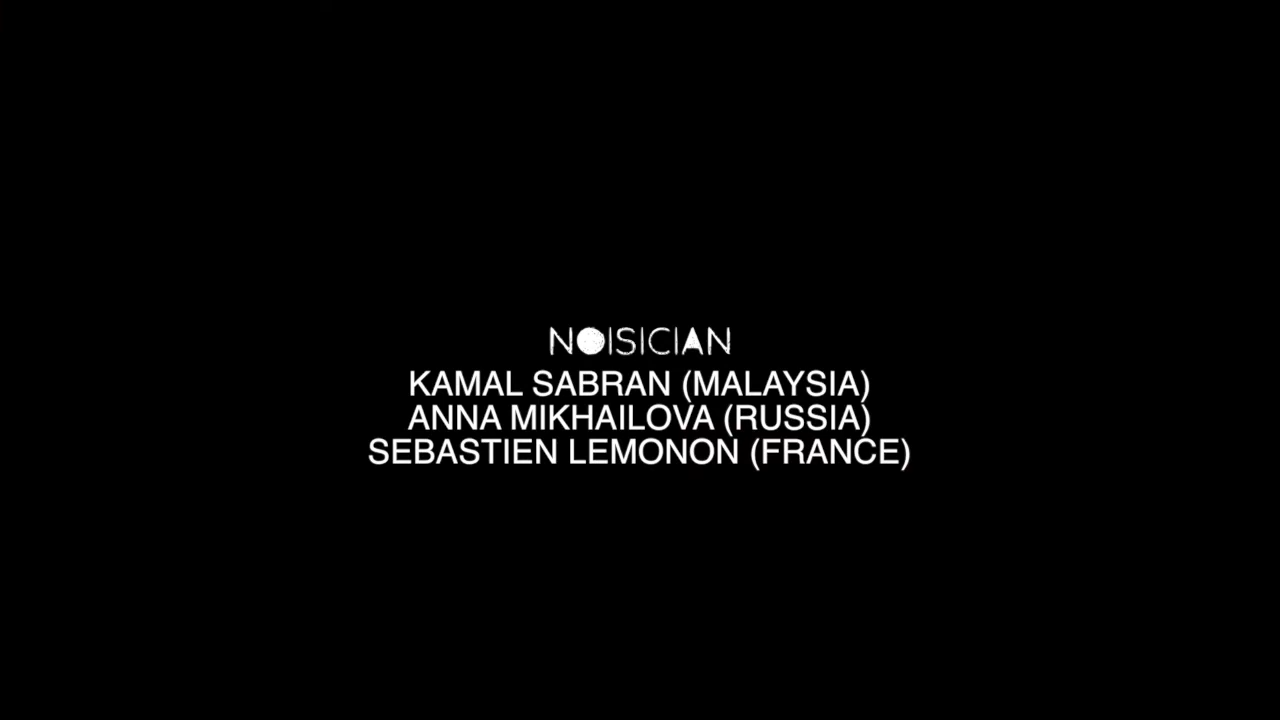 NOISICIAN
KAMAL SABRAN (MALAYSIA)
ANNA MIKHAILOVA (RUSSIA)
SEBASTIEN LEMONON (FRANCE)